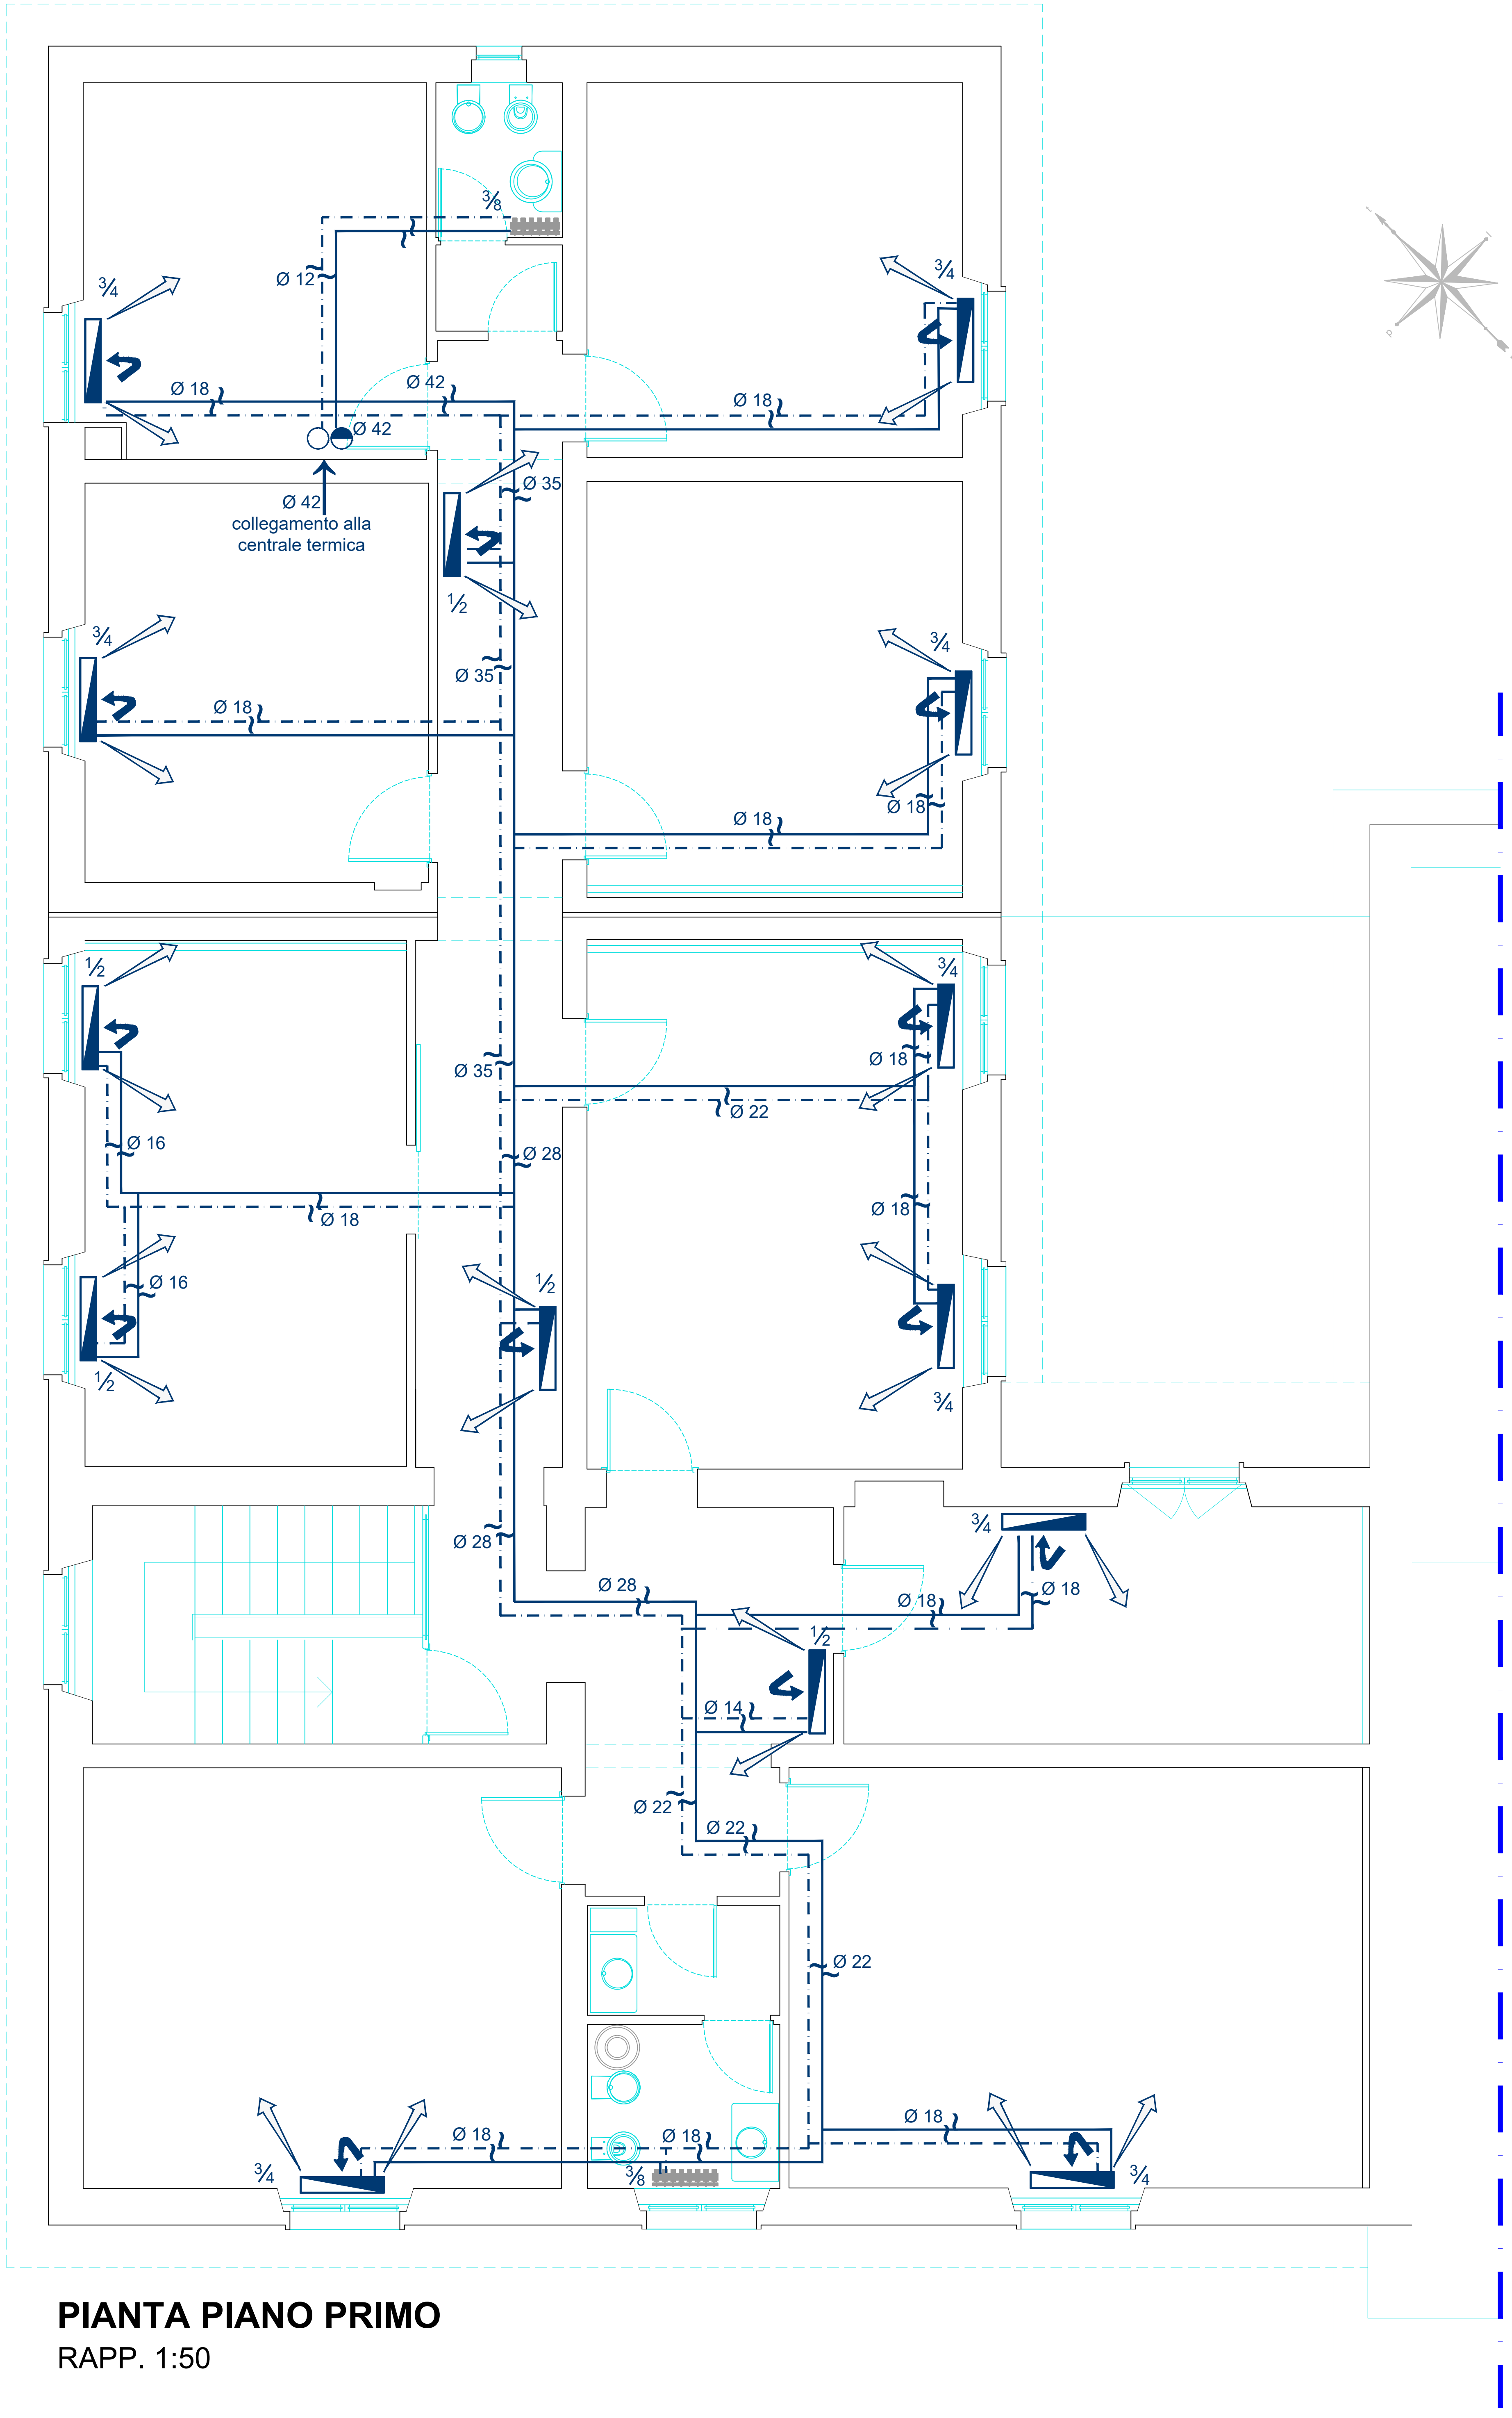 3/8
Ø 12
3/4
3/4
Ø 18
Ø 42
Ø 18
Ø 42
Ø 35
Ø 42
collegamento alla
centrale termica
1/2
3/4
3/4
Ø 35
Ø 18
Ø 18
Ø 18
1/2
3/4
Ø 18
Ø 35
Ø 22
Ø 16
Ø 28
Ø 18
Ø 18
Ø 16
1/2
1/2
3/4
3/4
Ø 28
Ø 28
Ø 18
Ø 18
1/2
Ø 14
Ø 22
Ø 22
Ø 22
Ø 18
Ø 18
Ø 18
3/4
3/8
3/4
PIANTA PIANO PRIMO
RAPP. 1:50